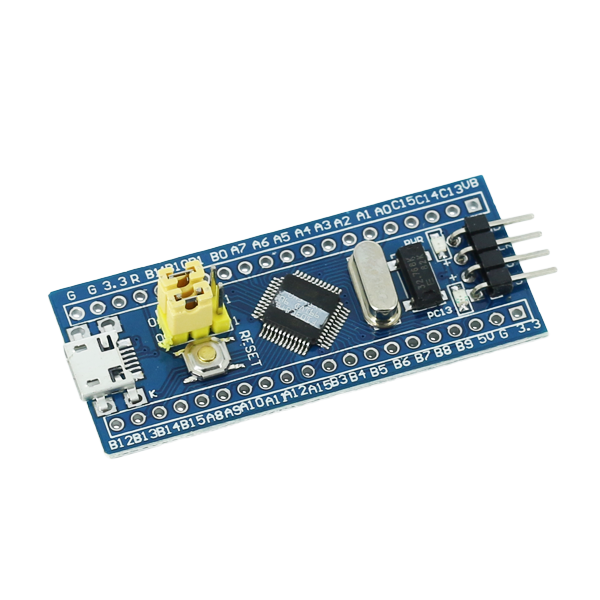 G G 3.3 R B1 B10 B1 B0 A7 A6 A5 A4 A3 A2 A1 A0 C15 C14 C13 VB
PWR
PC13
RESET
B12 B13 B14 B15 A8 A9 A10 A11 A12 A15 B3 B4 B5 B6 B7 B8 B9 5V G 3.3